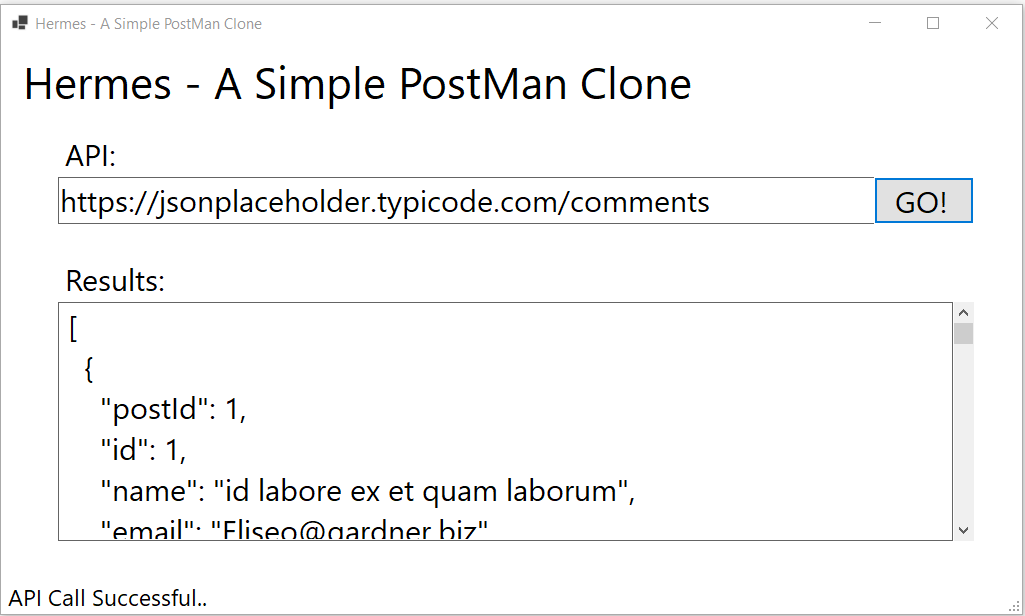 Hermes - A Simple PostMan Clone
Hermes - A Simple PostMan Clone
API:
https://jsonplaceholder.typicode.com/comments
GO!
Results:
[
{
"postId": 1,
"id": 1,
"name": "id labore ex et quam laborum",
"email": "Eliseo@gardner.biz"
API Call Successful..